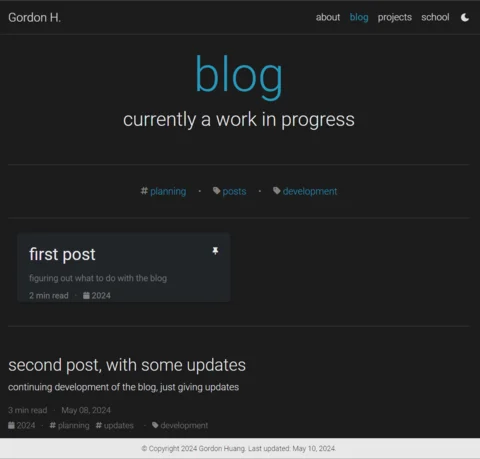 Gordon H.
about blog projects school
blog
currently a work in progress
# planning • posts • development
first post
figuring out what to do with the blog
2 min read · 2024
second post, with some updates
continuing development of the blog, just giving updates
3 min read · May 08, 2024
2024 · # planning # updates · development
© Copyright 2024 Gordon Huang. Last updated: May 10, 2024.